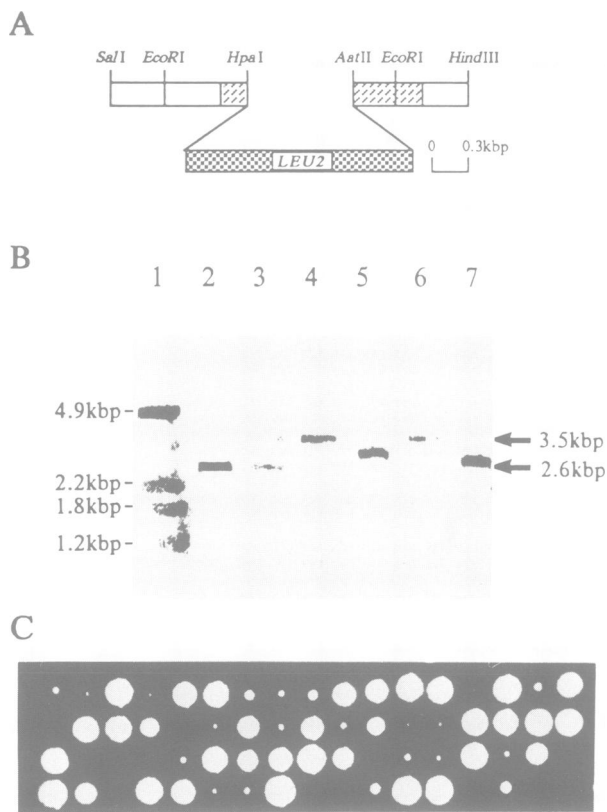 A
SalI EcoRI HpaI AatII EcoRI HindIII
LEU2
0 0.3kbp
B
1 2 3 4 5 6 7
4.9kbp-
3.5kbp
2.6kbp
2.2kbp-
1.8kbp-
1.2kbp-
C